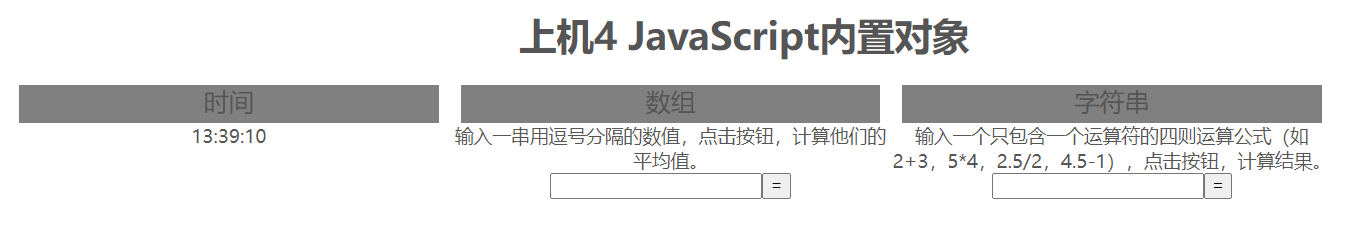 上机4 JavaScript内置对象
时间
13:39:10
数组
输入一串用逗号分隔的数值，点击按钮，计算他们的
平均值。
=
字符串
输入一个只包含一个运算符的四则运算公式（如
2+3，5*4，2.5/2，4.5-1），点击按钮，计算结果。
=